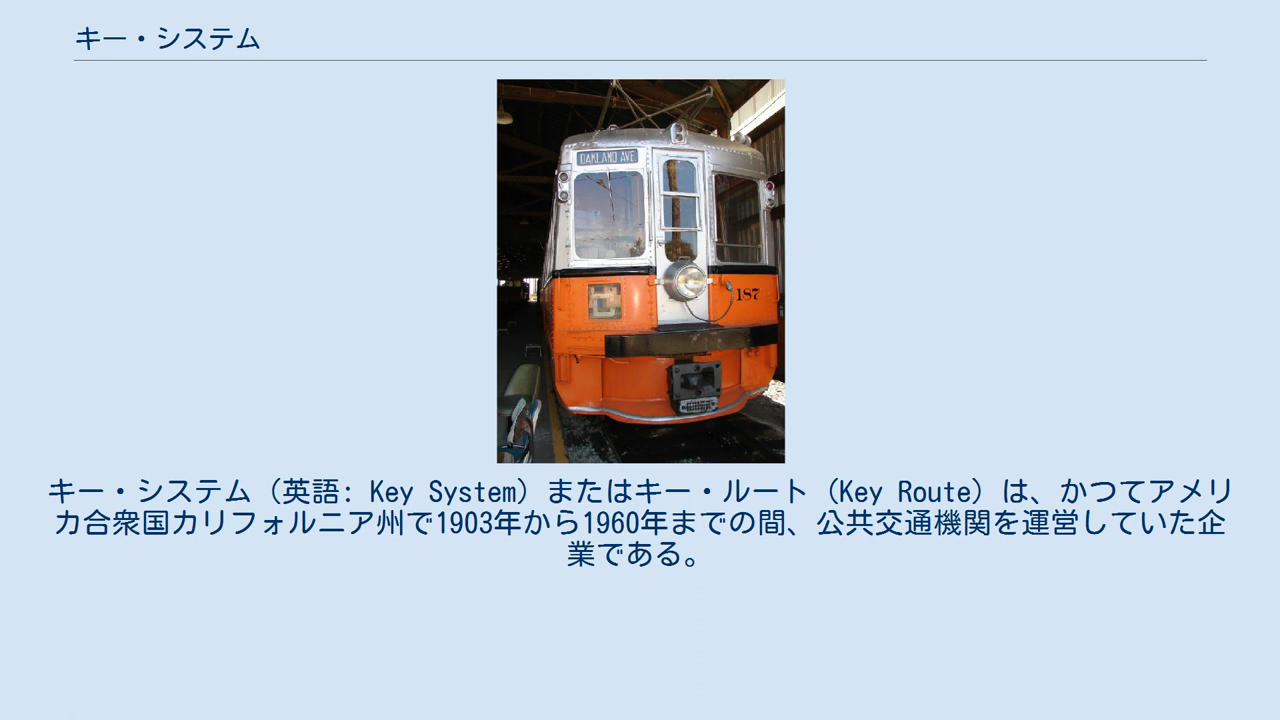 キー・システム
OAKLAND AVE
187
キー・システム（英語: Key System）またはキー・ルート（Key Route）は、かつてアメリ
カ合衆国カリフォルニア州で1903年から1960年までの間、公共交通機関を運営していた企
業である。